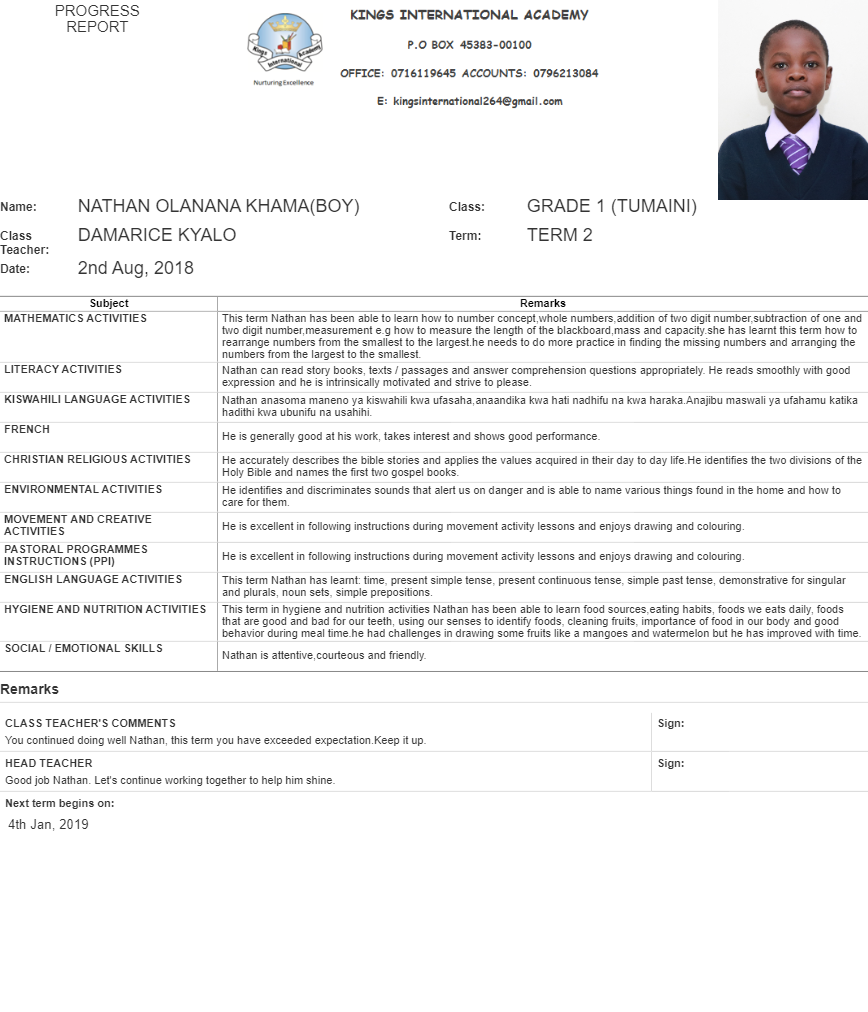 PROGRESS
REPORT
KINGS INTERNATIONAL ACADEMY
P.O BOX 45383-00100
OFFICE: 0716119645 ACCOUNTS: 0796213084
E: kingsinternational264@gmail.com
Kings International Academy
Nurturing Excellence
Name: NATHAN OLANANA KHAMA(BOY) Class: GRADE 1 (TUMAINI)
Class Teacher: DAMARICE KYALO Term: TERM 2
Date: 2nd Aug, 2018
Subject Remarks
MATHEMATICS ACTIVITIES This term Nathan has been able to learn how to number concept,whole numbers,addition of two digit number,subtraction of one and
two digit number,measurement e.g how to measure the length of the blackboard,mass and capacity.she has learnt this term how to
rearrange numbers from the smallest to the largest.he needs to do more practice in finding the missing numbers and arranging the
numbers from the largest to the smallest.
LITERACY ACTIVITIES Nathan can read story books, texts / passages and answer comprehension questions appropriately. He reads smoothly with good
expression and he is intrinsically motivated and strive to please.
KISWAHILI LANGUAGE ACTIVITIES Nathan anasoma maneno ya kiswahili kwa ufasaha,anaandika kwa hati nadhifu na kwa haraka.Anajibu maswali ya ufahamu katika
hadithi kwa ubunifu na usahihi.
FRENCH
He is generally good at his work, takes interest and shows good performance.
CHRISTIAN RELIGIOUS ACTIVITIES He accurately describes the bible stories and applies the values acquired in their day to day life.He identifies the two divisions of the
Holy Bible and names the first two gospel books.
ENVIRONMENTAL ACTIVITIES He identifies and discriminates sounds that alert us on danger and is able to name various things found in the home and how to
care for them.
MOVEMENT AND CREATIVE
ACTIVITIES
He is excellent in following instructions during movement activity lessons and enjoys drawing and colouring.
PASTORAL PROGRAMMES
INSTRUCTIONS (PPI)
He is excellent in following instructions during movement activity lessons and enjoys drawing and colouring.
ENGLISH LANGUAGE ACTIVITIES This term Nathan has learnt: time, present simple tense, present continuous tense, simple past tense, demonstrative for singular
and plurals, noun sets, simple prepositions.
HYGIENE AND NUTRITION ACTIVITIES This term in hygiene and nutrition activities Nathan has been able to learn food sources,eating habits, foods we eats daily, foods
that are good and bad for our teeth, using our senses to identify foods, cleaning fruits, importance of food in our body and good
behavior during meal time.he had challenges in drawing some fruits like a mangoes and watermelon but he has improved with time.
SOCIAL / EMOTIONAL SKILLS
Nathan is attentive,courteous and friendly.
Remarks
CLASS TEACHER'S COMMENTS Sign:
You continued doing well Nathan, this term you have exceeded expectation.Keep it up.
HEAD TEACHER Sign:
Good job Nathan. Let's continue working together to help him shine.
Next term begins on:
4th Jan, 2019